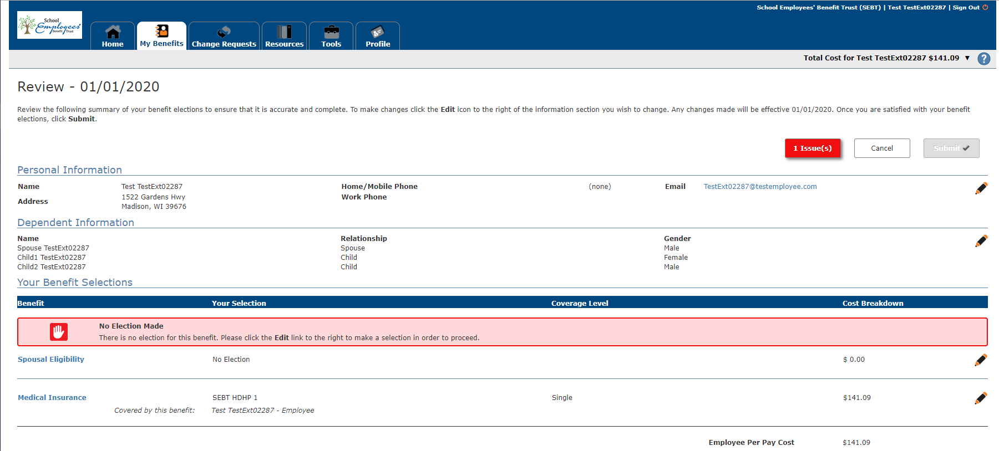 School Employees' Benefit Trust (SEBT) | Test TestExt02287 | Sign Out
School
Employees'
Benefit Trust
Home
My Benefits
Change Requests
Resources
Tools
Profile
Total Cost for Test TestExt02287 $141.09 ▼ ?
Review - 01/01/2020
Review the following summary of your benefit elections to ensure that it is accurate and complete. To make changes click the Edit icon to the right of the information section you wish to change. Any changes made will be effective 01/01/2020. Once you are satisfied with your benefit
elections, click Submit.
1 Issue(s)
Cancel
Submit ✔
Personal Information
Name Test TestExt02287 Home/Mobile Phone (none) Email TestExt02287@testemployee.com
Address 1522 Gardens Hwy Work Phone
Madison, WI 39676
Dependent Information
Name Relationship Gender
Spouse TestExt02287 Spouse Male
Child1 TestExt02287 Child Female
Child2 TestExt02287 Child Male
Your Benefit Selections
Benefit Your Selection Coverage Level Cost Breakdown
No Election Made
There is no election for this benefit. Please click the Edit link to the right to make a selection in order to proceed.
Spousal Eligibility No Election $ 0.00
Medical Insurance SEBT HDHP 1 Single $141.09
Covered by this benefit: Test TestExt02287 - Employee
Employee Per Pay Cost $141.09